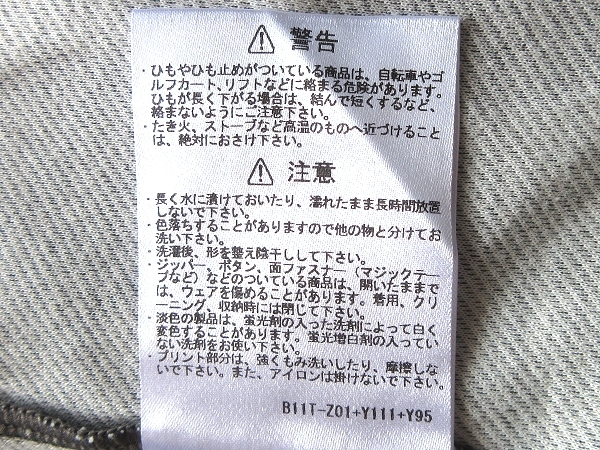 ⚠ 警告
・ひもやひも止めがついている商品は、自転車やゴ
ルフカート、リフトなどに絡まる危険があります。
ひもが長く下がる場合は、結んで短くするなど、
絡まないようにご注意下さい。
・たき火、ストーブなど高温のものへ近づけること
は、絶対におさけ下さい。
⚠ 注意
・長く水に漬けておいたり、濡れたまま長時間放置
しないで下さい。
・色落ちすることがありますので他の物と分けてお
洗い下さい。
・洗濯後、形を整え陰干しして下さい。
・ジッパー、ボタン、面ファスナー（マジックテー
プなど）などのついている商品は、開いたままで
は、ウェアを傷めることがあります。着用、クリ
ーニング、収納時には閉じて下さい。
・淡色の製品は、蛍光剤の入った洗剤によって白く
変色することがあります。蛍光増白剤の入ってい
ない洗剤をお使い下さい。
・プリント部分は、強くもみ洗いしたり、摩擦しな
いで下さい。また、アイロンは掛けないで下さい。
B11T-Z01+Y111+Y95